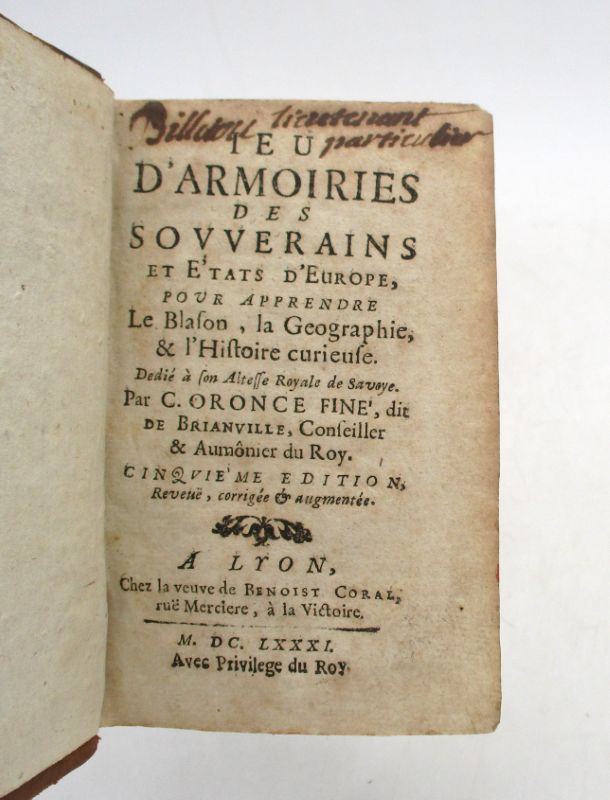 lieutenant
particulier
IEU
D'ARMOIRIES
DES
SOVVERAINS
ET E'TATS D'EUROPE,
POUR APPRENDRE
Le Blaſon, la Geographie,
& l'Hiſtoire curieuſe.
Dedié à ſon Alteſſe Royale de Savoye.
Par C. ORONCE FINE', dit
DE BRIANVILLE, Conſeiller
& Aumônier du Roy.
CINQVIE'ME EDITION,
Reveuë, corrigée & augmentée.
A LYON,
Chez la veuve de BENOIST CORAL,
ruë Merciere, à la Victoire.
M. DC. LXXXI.
Avec Privilege du Roy